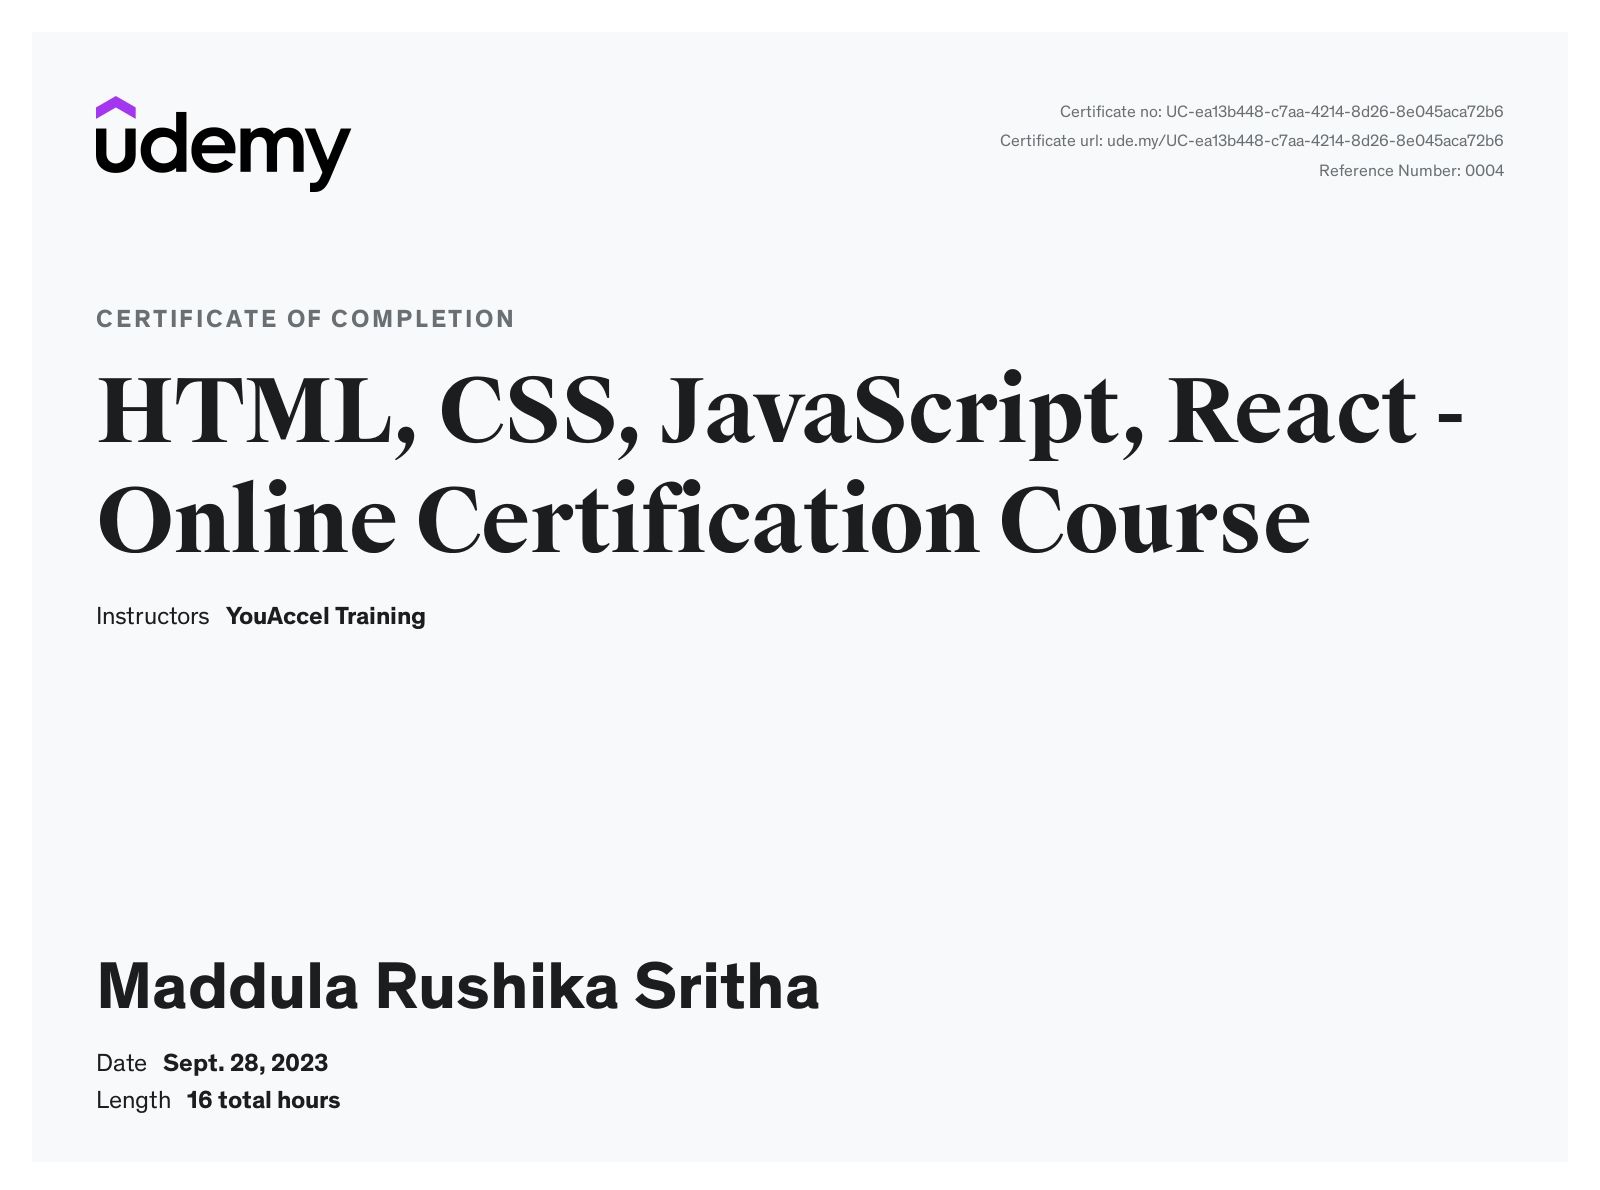 udemy
Certificate no: UC-ea13b448-c7aa-4214-8d26-8e045aca72b6
Certificate url: ude.my/UC-ea13b448-c7aa-4214-8d26-8e045aca72b6
Reference Number: 0004
CERTIFICATE OF COMPLETION
HTML, CSS, JavaScript, React -
Online Certification Course
Instructors YouAccel Training
Maddula Rushika Sritha
Date Sept. 28, 2023
Length 16 total hours